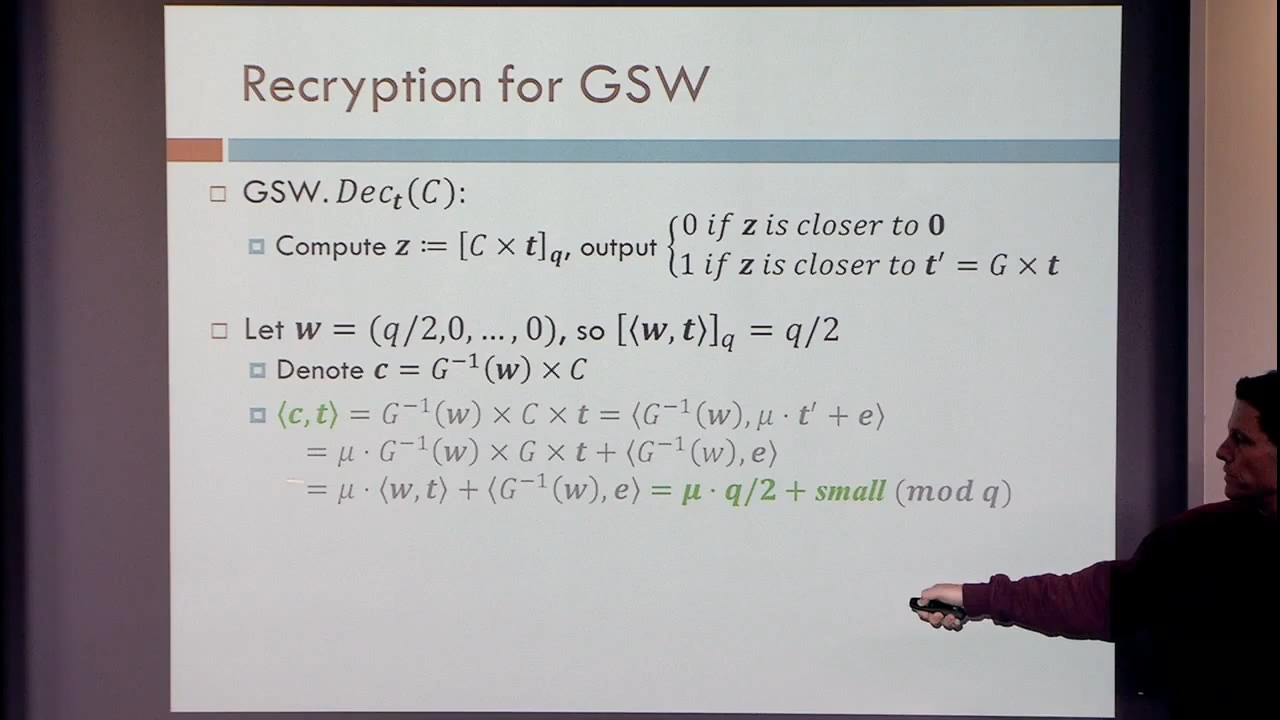 Recryption for GSW
GSW. Dec_t(C):
Compute z := [C × t]_q, output {0 if z is closer to 0
1 if z is closer to t′ = G × t
Let w = (q/2,0, …, 0), so [⟨w, t⟩]_q = q/2
Denote c = G⁻¹(w) × C
⟨c, t⟩ = G⁻¹(w) × C × t = ⟨G⁻¹(w), μ · t′ + e⟩
= μ · G⁻¹(w) × G × t + ⟨G⁻¹(w), e⟩
= μ · ⟨w, t⟩ + ⟨G⁻¹(w), e⟩ = μ · q/2 + small (mod q)